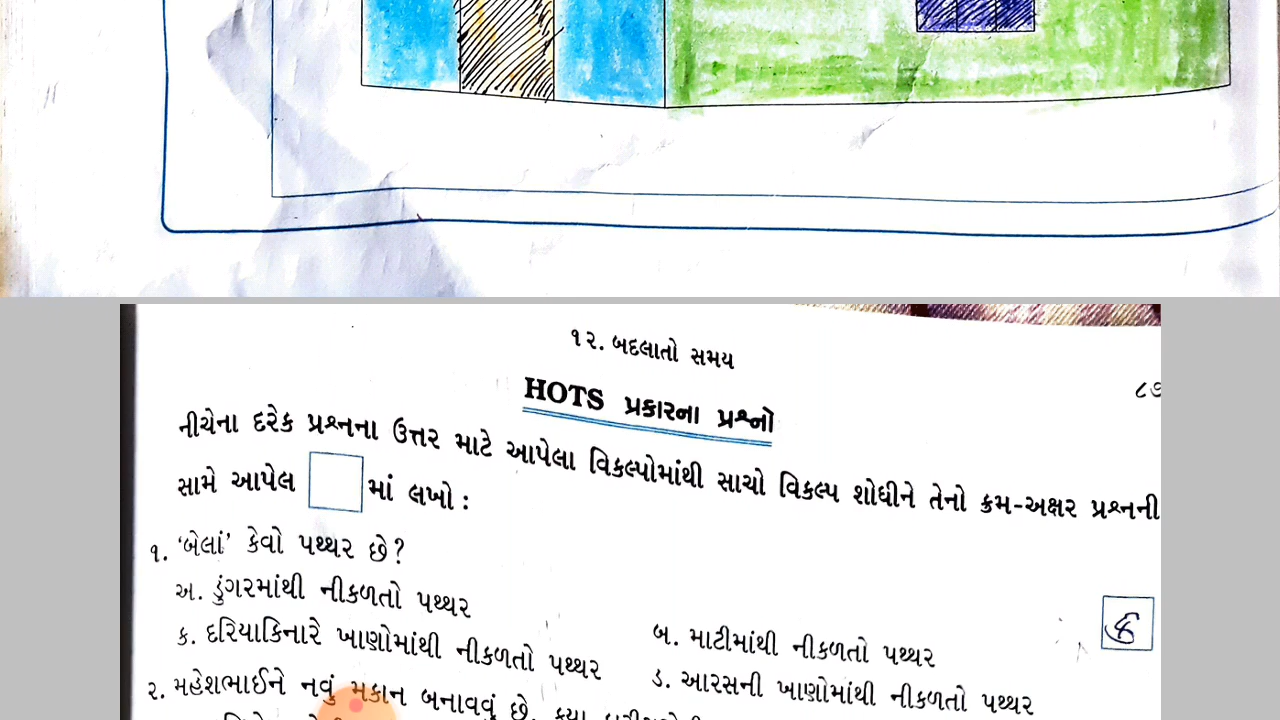 ૧૨. બદલાતો સમય
૮૭
HOTS પ્રકારના પ્રશ્નો
નીચેના દરેક પ્રશ્નના ઉત્તર માટે આપેલા વિકલ્પોમાંથી સાચો વિકલ્પ શોધીને તેનો ક્રમ-અક્ષર પ્રશ્નની
સામે આપેલ માં લખો :
૧. ‘બેલાં’ કેવો પથ્થર છે?
ક
અ. ડુંગરમાંથી નીકળતો પથ્થર
બ. માટીમાંથી નીકળતો પથ્થર
ક. દરિયાકિનારે ખાણોમાંથી નીકળતો પથ્થર
ડ. આરસની ખાણોમાંથી નીકળતો પથ્થર
૨. મહેશભાઈને નવું મકાન બનાવવું છે.